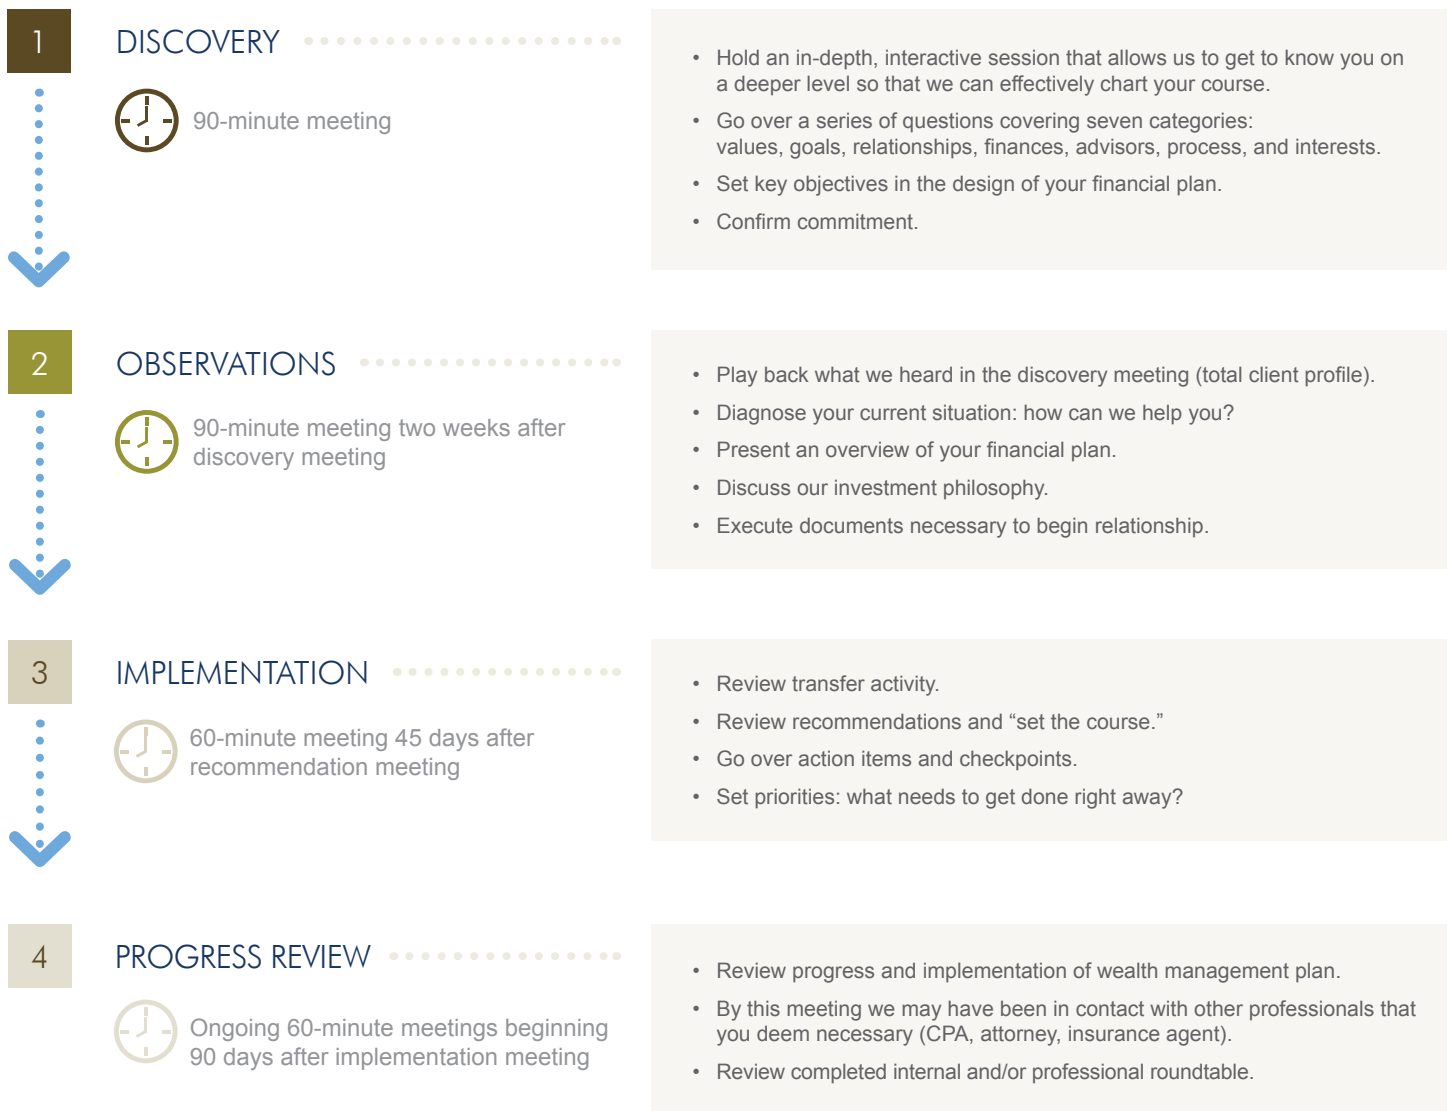 1
DISCOVERY
90-minute meeting
• Hold an in-depth, interactive session that allows us to get to know you on
a deeper level so that we can effectively chart your course.
• Go over a series of questions covering seven categories:
values, goals, relationships, finances, advisors, process, and interests.
• Set key objectives in the design of your financial plan.
• Confirm commitment.
2
OBSERVATIONS
90-minute meeting two weeks after
discovery meeting
• Play back what we heard in the discovery meeting (total client profile).
• Diagnose your current situation: how can we help you?
• Present an overview of your financial plan.
• Discuss our investment philosophy.
• Execute documents necessary to begin relationship.
3
IMPLEMENTATION
60-minute meeting 45 days after
recommendation meeting
• Review transfer activity.
• Review recommendations and “set the course.”
• Go over action items and checkpoints.
• Set priorities: what needs to get done right away?
4
PROGRESS REVIEW
Ongoing 60-minute meetings beginning
90 days after implementation meeting
• Review progress and implementation of wealth management plan.
• By this meeting we may have been in contact with other professionals that
you deem necessary (CPA, attorney, insurance agent).
• Review completed internal and/or professional roundtable.